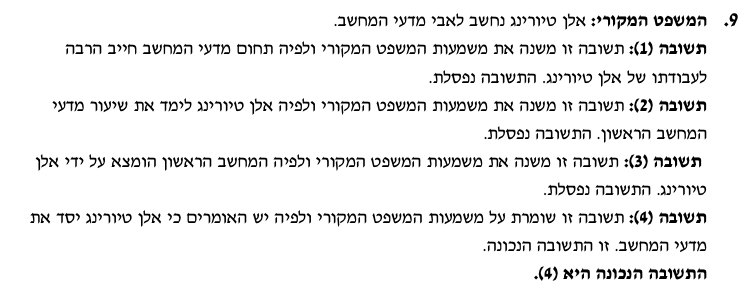 9. המשפט המקורי: אלן טיורינג נחשב לאבי מדעי המחשב.
תשובה (1): תשובה זו משנה את משמעות המשפט המקורי ולפיה תחום מדעי המחשב חייב הרבה
לעבודתו של אלן טיורינג. התשובה נפסלת.
תשובה (2): תשובה זו משנה את משמעות המשפט המקורי ולפיה אלן טיורינג לימד את שיעור מדעי
המחשב הראשון. התשובה נפסלת.
תשובה (3): תשובה זו משנה את משמעות המשפט המקורי ולפיה המחשב הראשון הומצא על ידי אלן
טיורינג. התשובה נפסלת.
תשובה (4): תשובה זו שומרת על משמעות המשפט המקורי ולפיה יש האומרים כי אלן טיורינג יסד את
מדעי המחשב. זו התשובה הנכונה.
התשובה הנכונה היא (4).